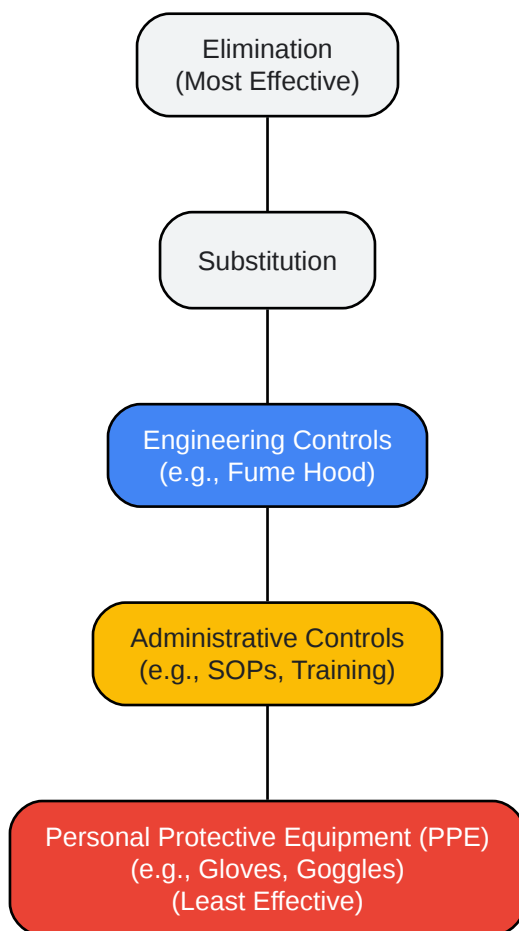 Elimination
(Most Effective)
Substitution
Engineering Controls
(e.g., Fume Hood)
Administrative Controls
(e.g., SOPs, Training)
Personal Protective Equipment (PPE)
(e.g., Gloves, Goggles)
(Least Effective)